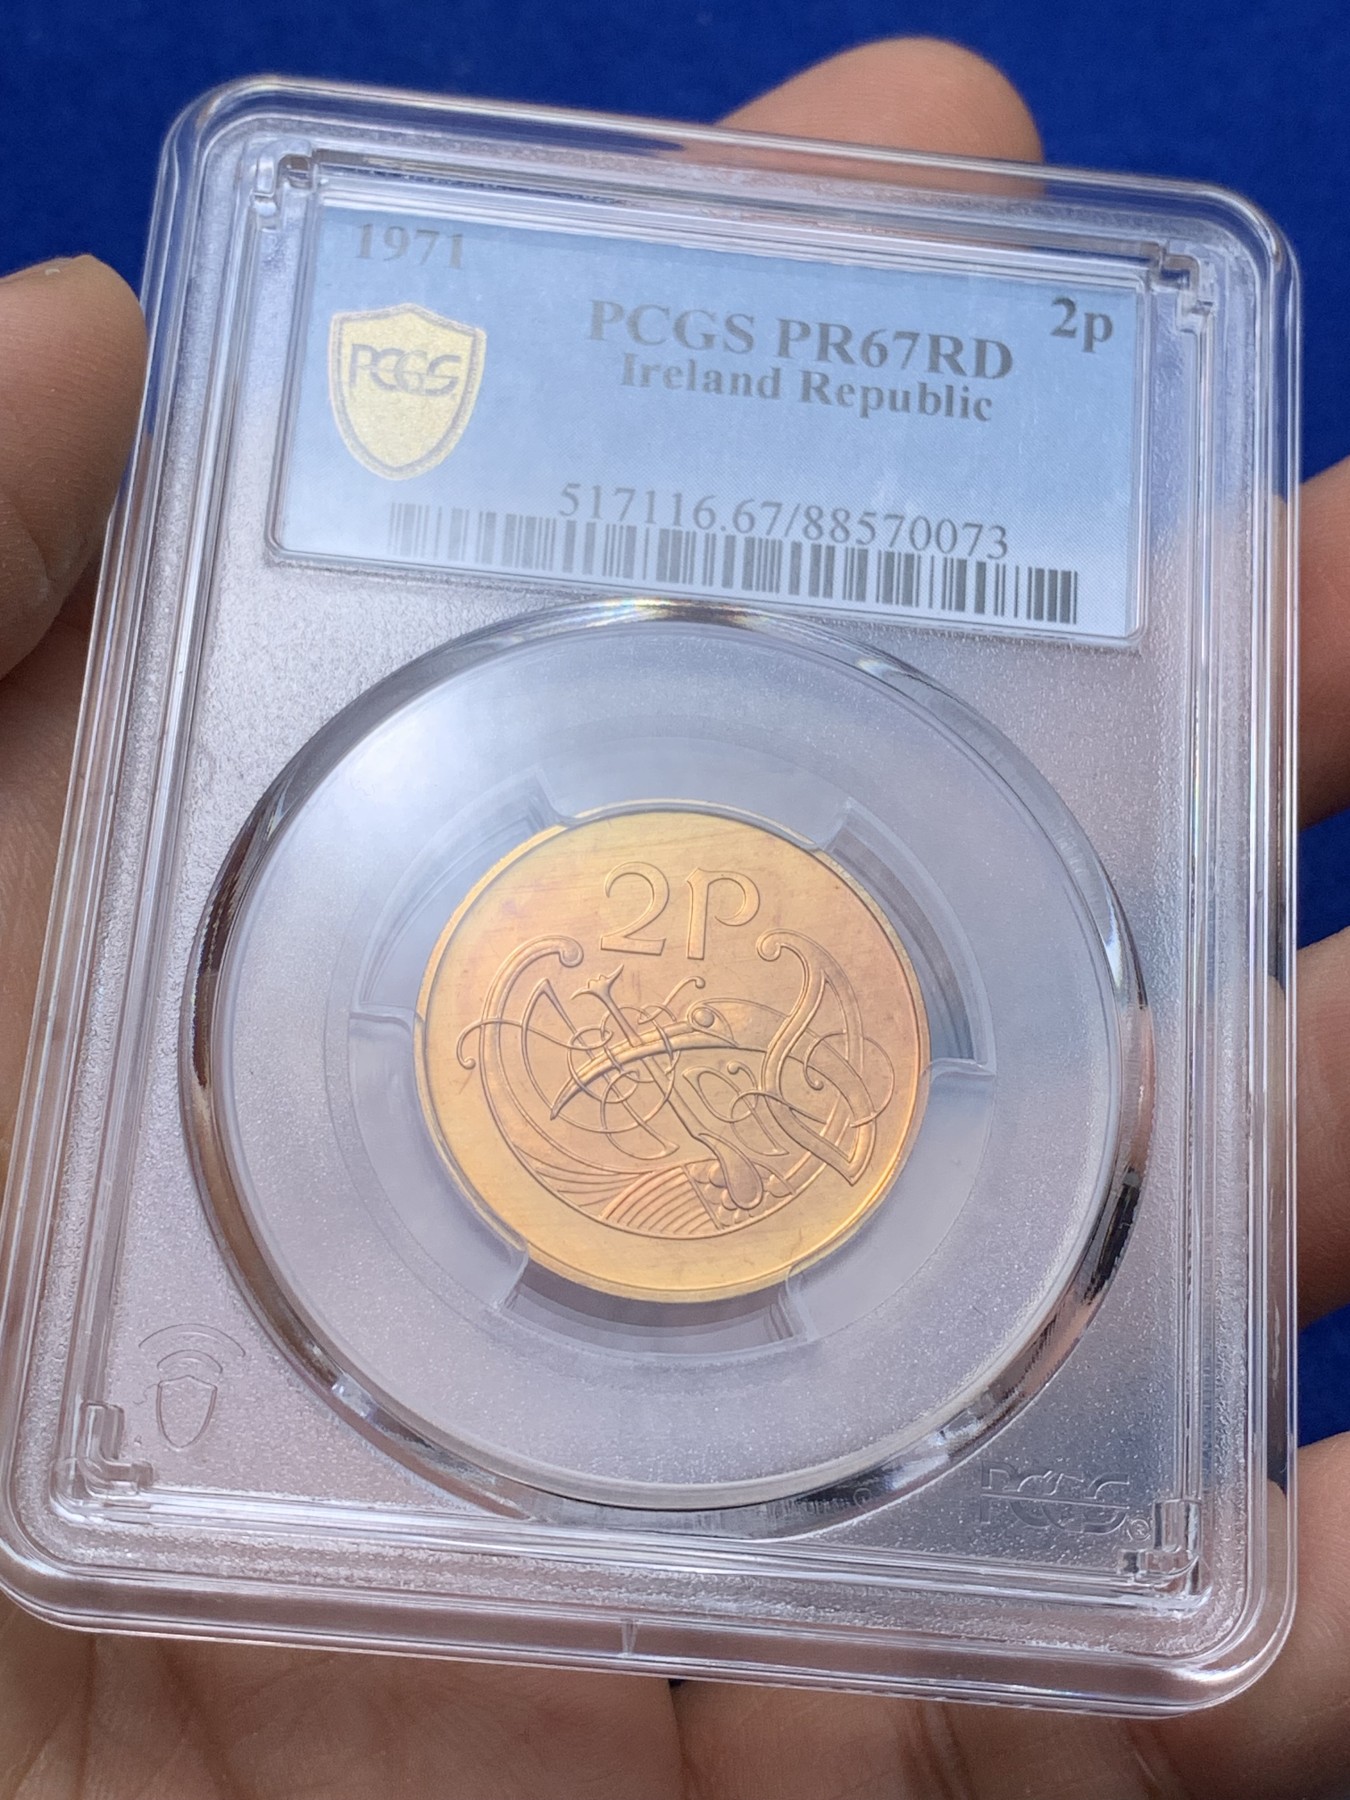 1971
2p
PCGS PR67RD
Ireland Republic
PCGS
517116.67/88570073
2p
PCGS®